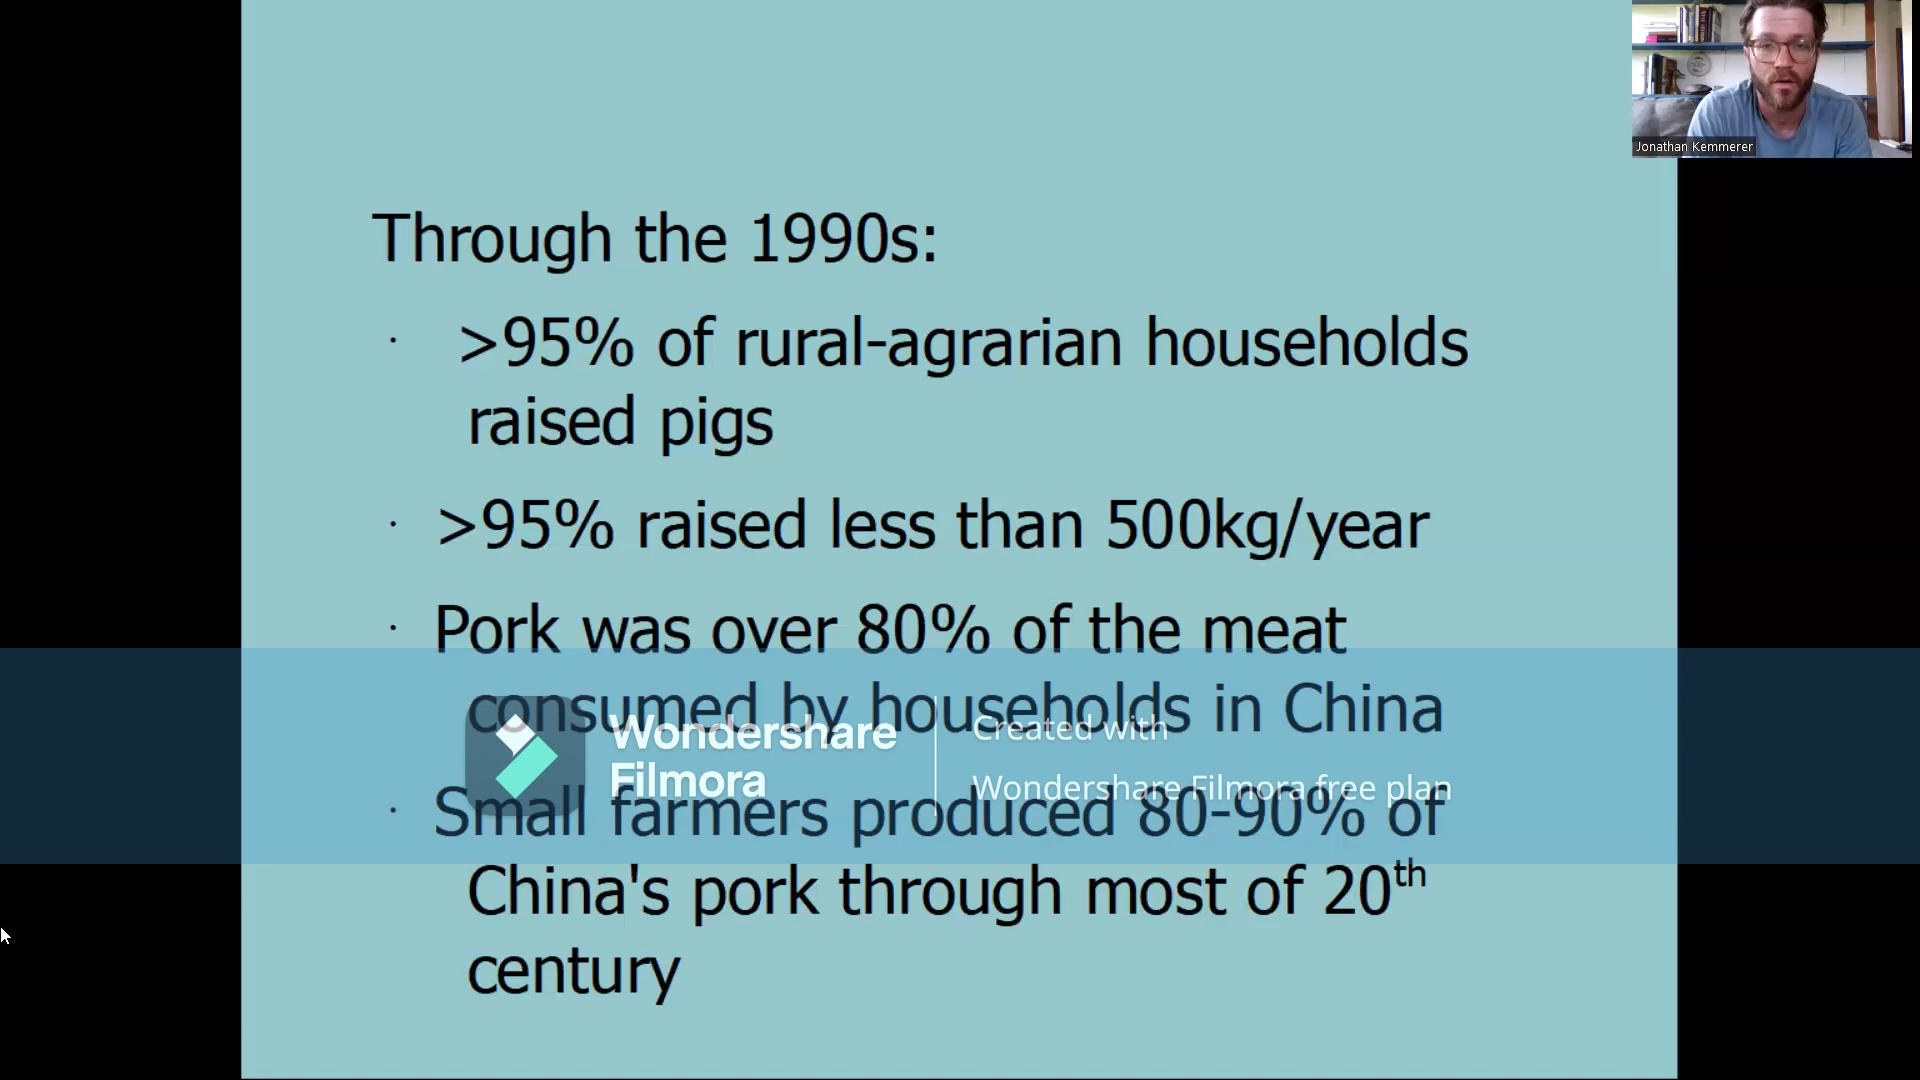 Jonathan Kemmerer
Through the 1990s:
· >95% of rural-agrarian households
raised pigs
· >95% raised less than 500kg/year
· Pork was over 80% of the meat
consumed by households in China
Wondershare
Filmora
Created with
Wondershare Filmora free plan
· Small farmers produced 80-90% of
China's pork through most of 20th
century